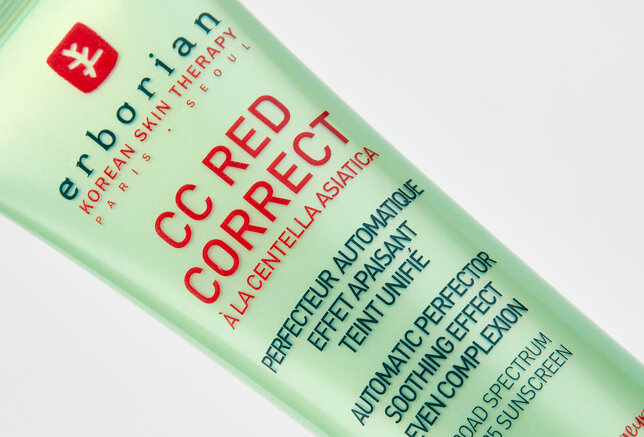 erborian
KOREAN SKIN THERAPY
PARIS . SEOUL
CC RED
CORRECT
À LA CENTELLA ASIATICA
PERFECTEUR AUTOMATIQUE
EFFET APAISANT
TEINT UNIFIÉ
AUTOMATIC PERFECTOR
SOOTHING EFFECT
EVEN COMPLEXION
SPECTRUM
SUNSCREEN